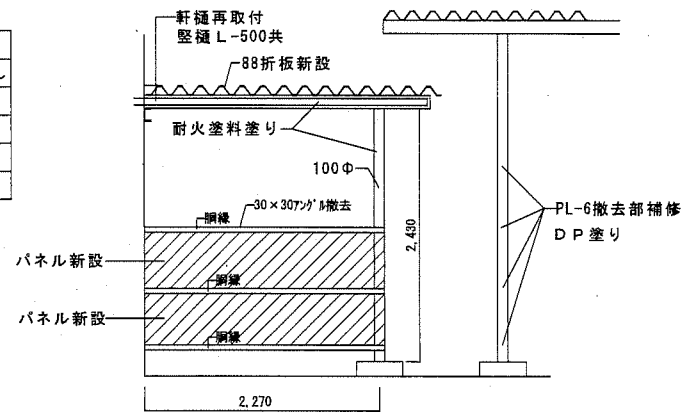 軒樋再取付
竪樋L-500共
88折板新設
耐火塗料塗り
100Φ
30×30アングル撤去
胴縁
2,430
PL-6撤去部補修
DP塗り
パネル新設
胴縁
パネル新設
胴縁
2,270